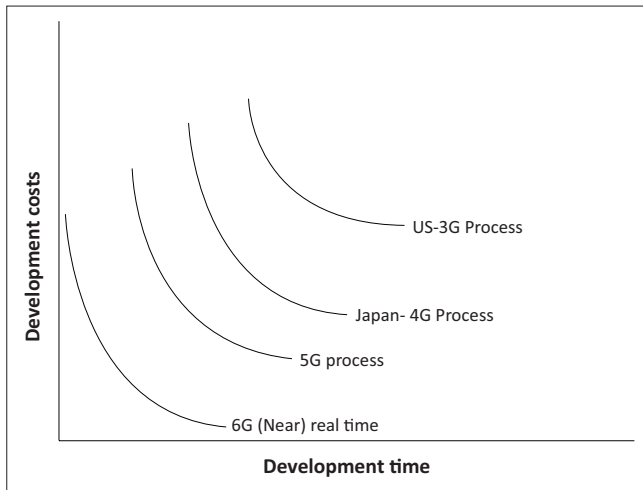 Development costs
US-3G Process
Japan- 4G Process
5G process
6G (Near) real time
Development time